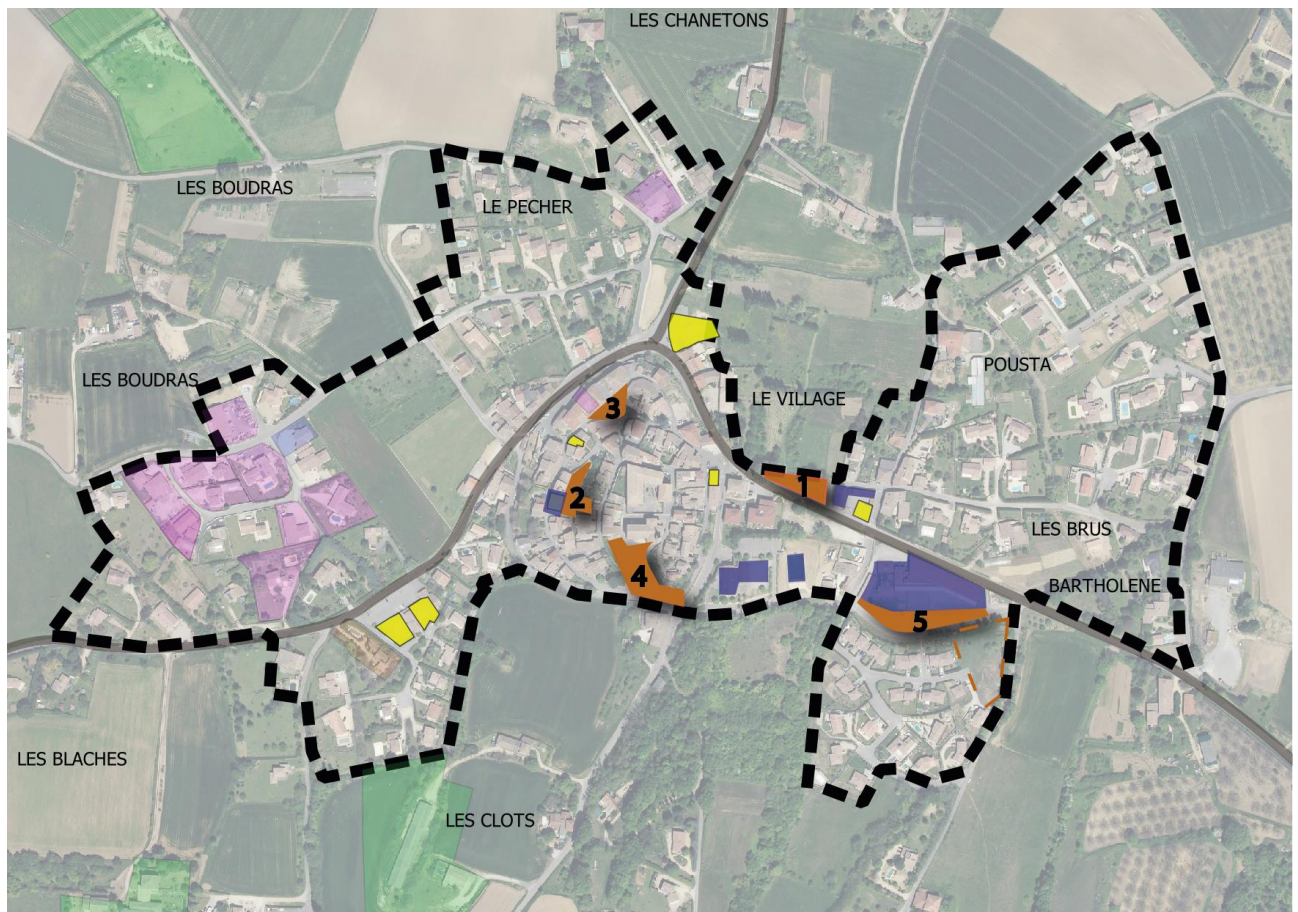 LES CHANETONS
LES BOUDRAS
LE PECHER
POUSTA
LES BOUDRAS
LE VILLAGE
3
1
2
LES BRUS
4
BARTHOLENE
5
LES BLACHES
LES CLOTS